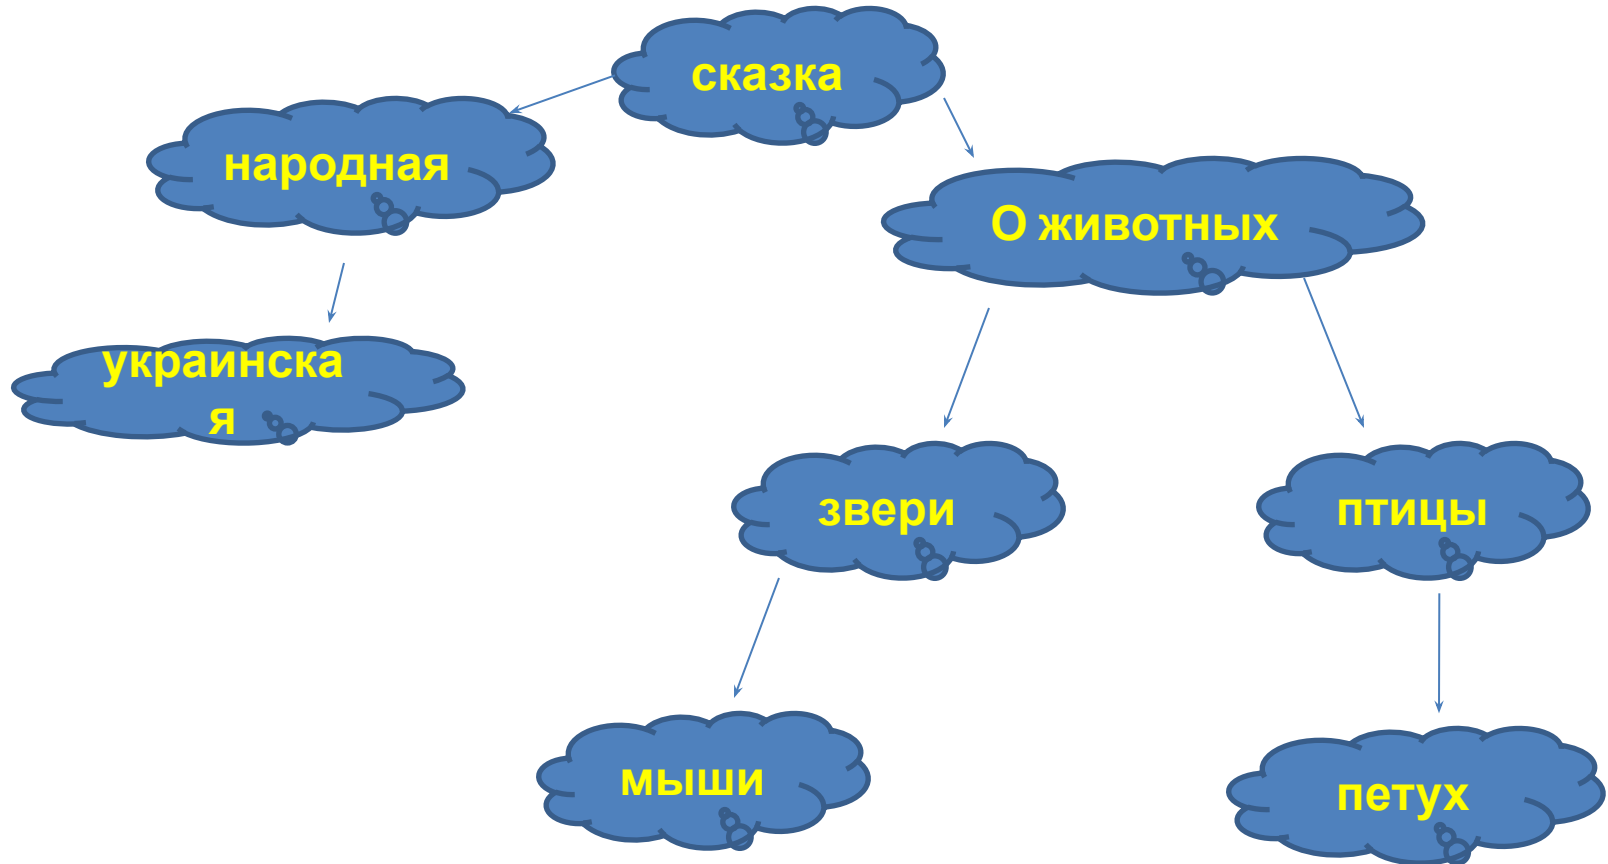 сказка
народная
О животных
украинска
я
звери
птицы
мыши
петух